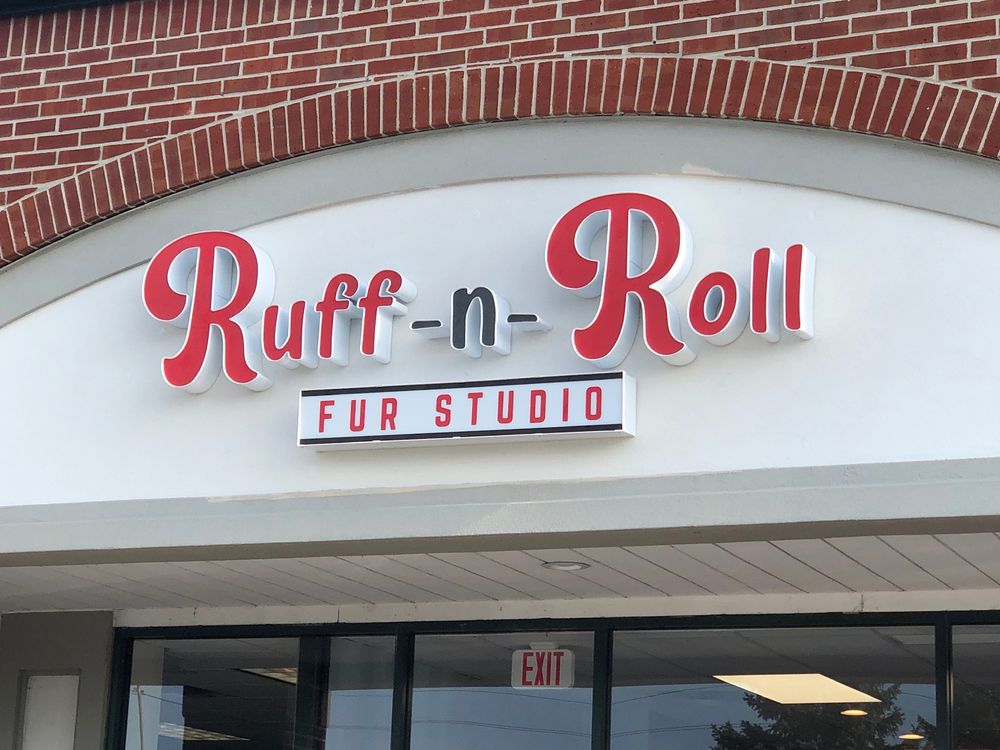 Ruff -n- Roll
FUR STUDIO
EXIT